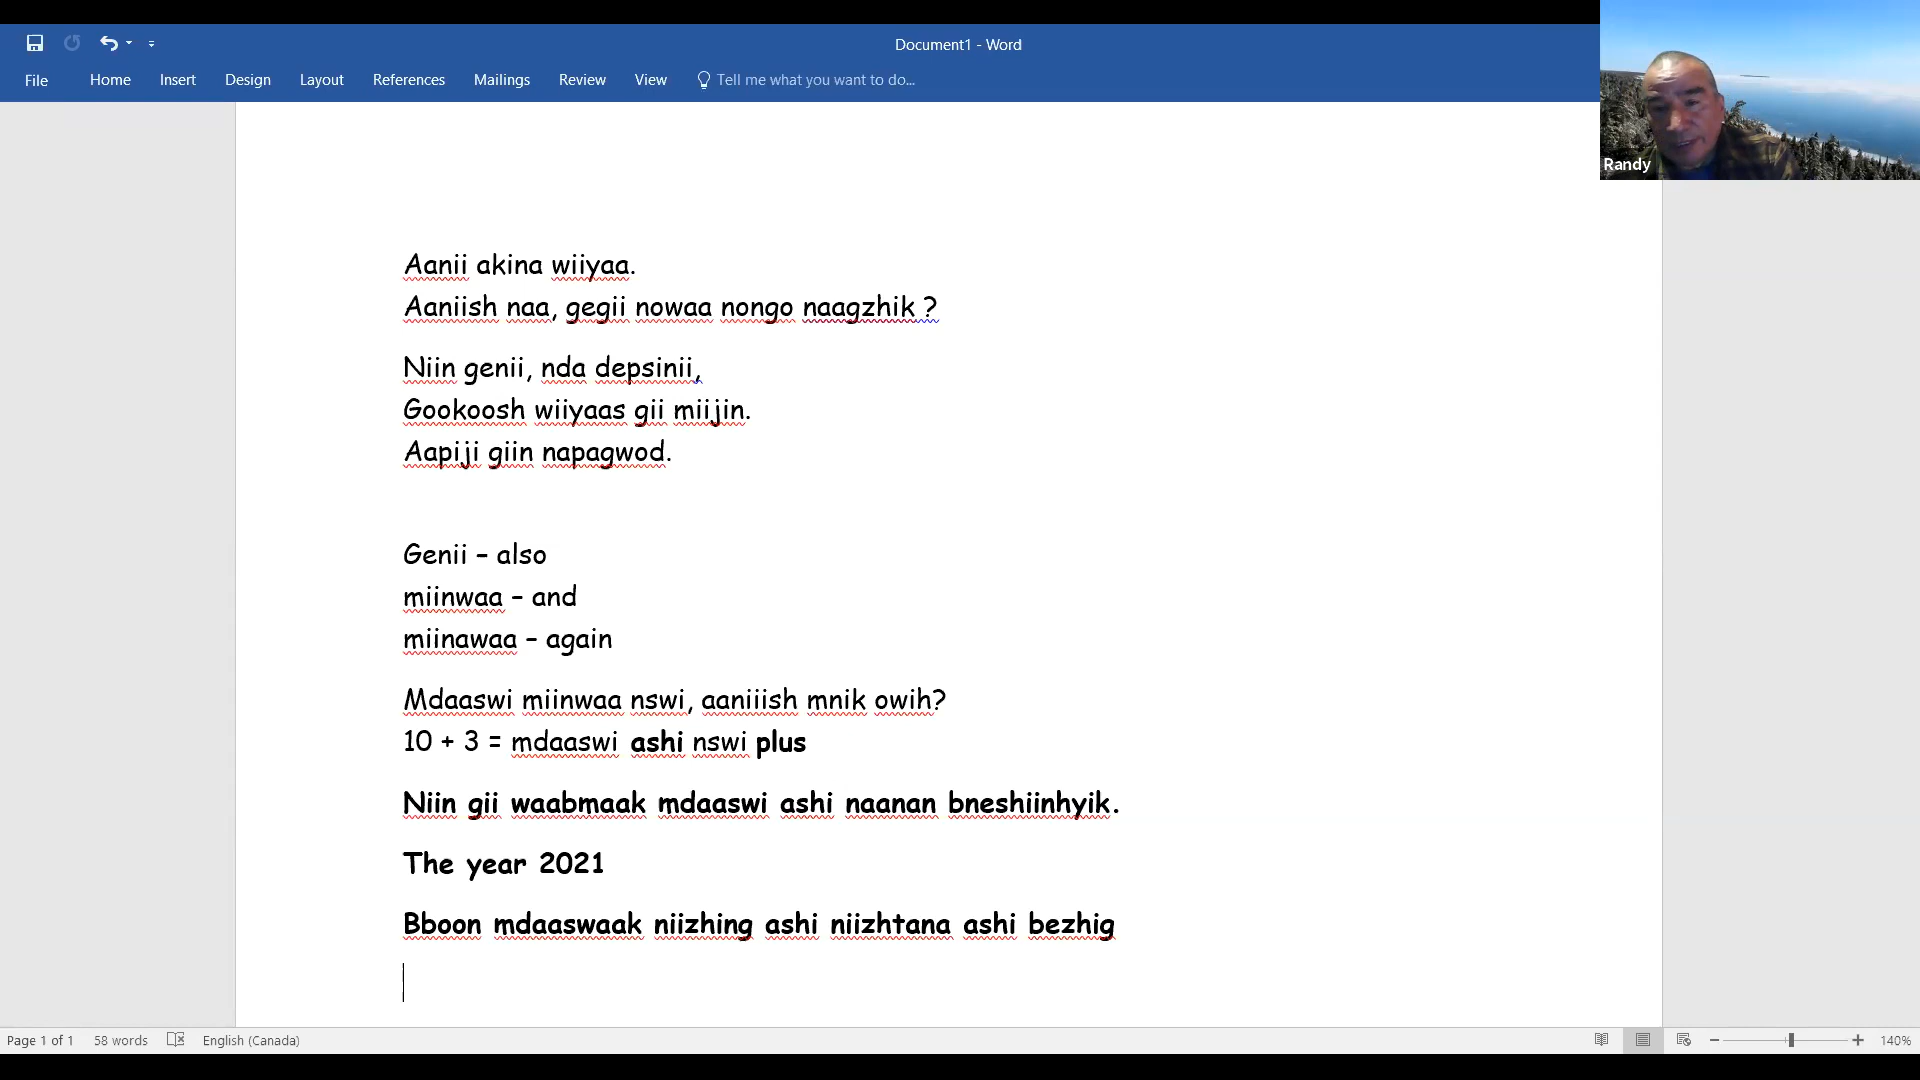 Document1 - Word
File Home Insert Design Layout References Mailings Review View Tell me what you want to do...
Randy
Aanii akina wiiyaa.
Aaniish naa, gegii nowaa nongo naagzhik ?
Niin genii, nda depsinii,
Gookoosh wiiyaas gii miijin.
Aapiji giin napagwod.
Genii – also
miinwaa – and
miinawaa – again
Mdaaswi miinwaa nswi, aaniiish mnik owih?
10 + 3 = mdaaswi ashi nswi plus
Niin gii waabmaak mdaaswi ashi naanan bneshiinhyik.
The year 2021
Bboon mdaaswaak niizhing ashi niizhtana ashi bezhig
Page 1 of 1 58 words English (Canada) 140%